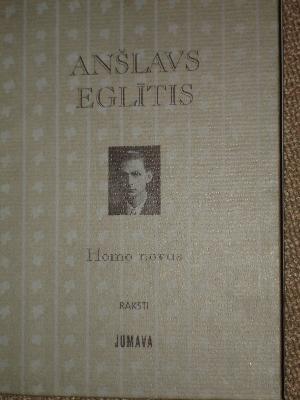 ANŠLAVS
EGLĪTIS
Homo novus
RAKSTI
JUMAVA